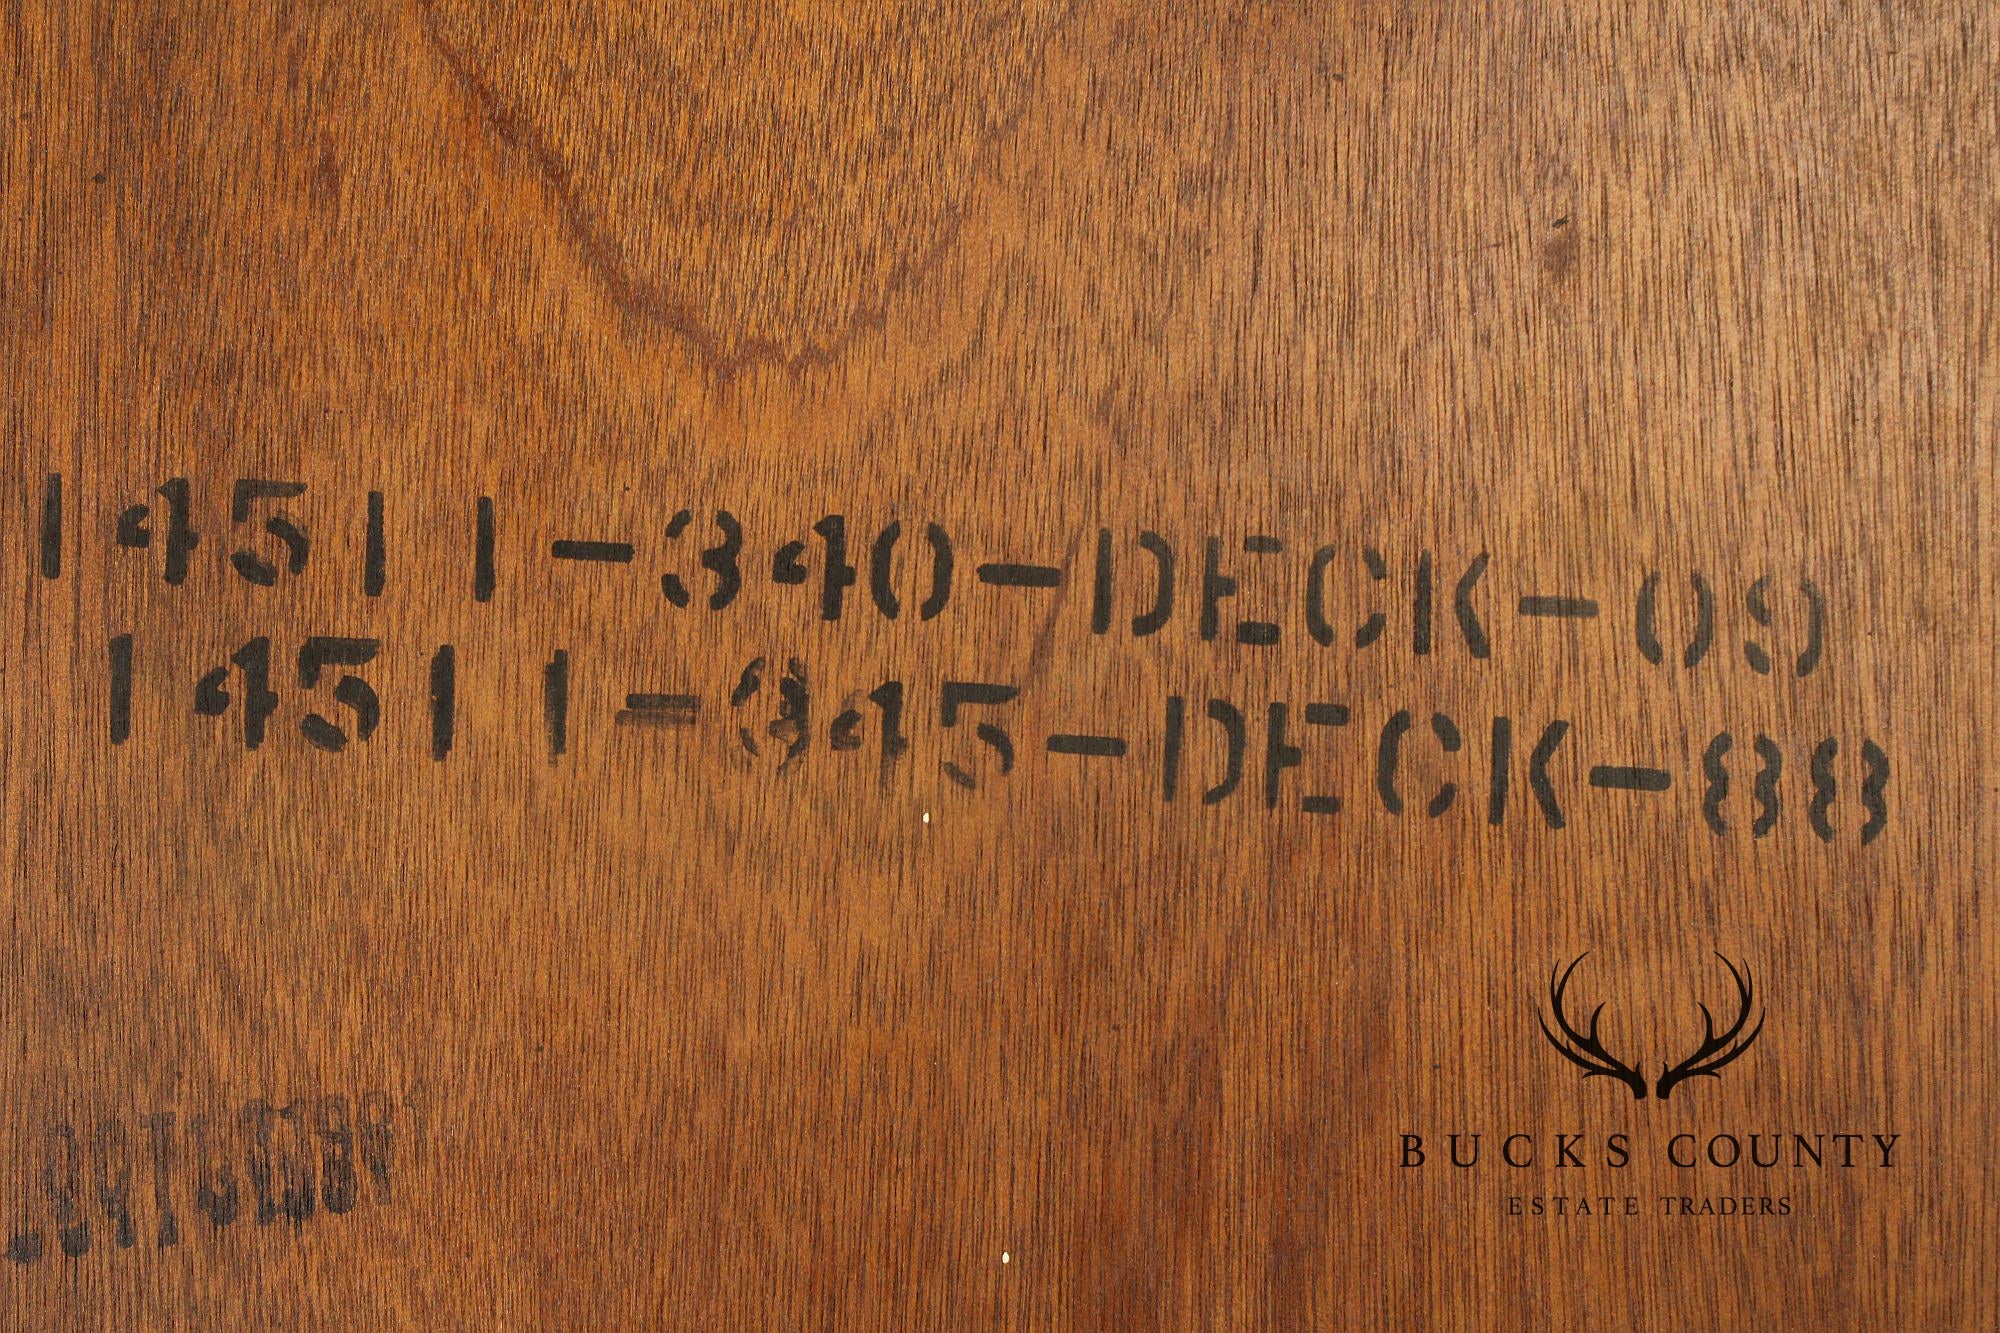 14511-340-DECK-09
14511-345-DECK-88
BUCKS COUNTY
ESTATE TRADERS